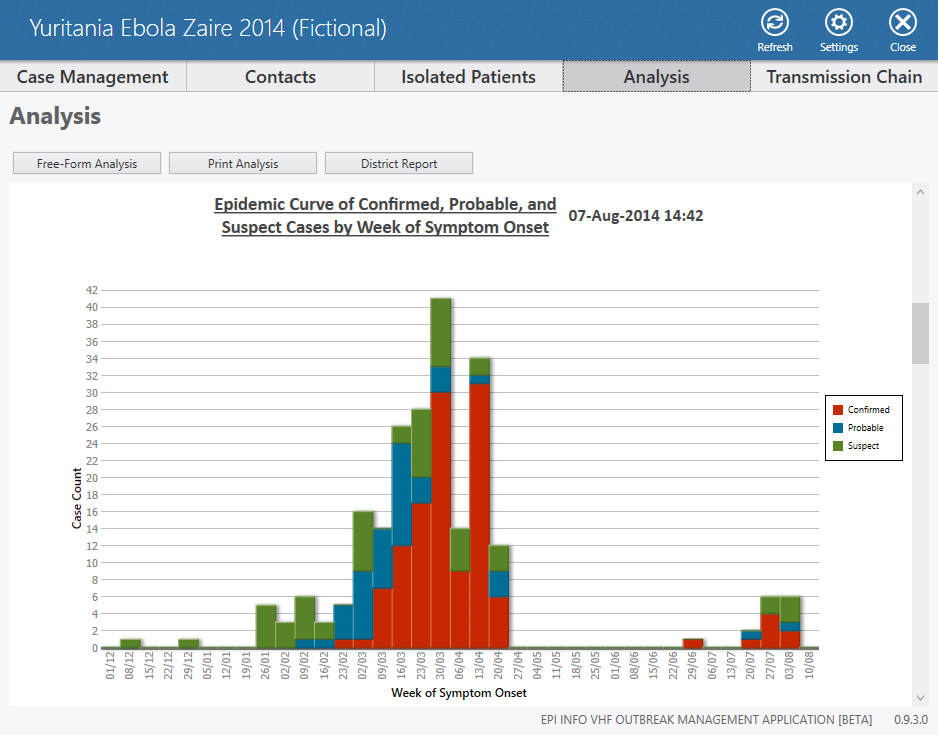 Yuritania Ebola Zaire 2014 (Fictional)
Refresh
Settings
Close
Case Management
Contacts
Isolated Patients
Analysis
Transmission Chain
Analysis
Free-Form Analysis
Print Analysis
District Report
Epidemic Curve of Confirmed, Probable, and
Suspect Cases by Week of Symptom Onset
07-Aug-2014 14:42
42
40
38
36
34
32
30
28
26
24
22
20
18
16
14
12
10
8
6
4
2
0
Case Count
01/12
08/12
15/12
22/12
29/12
05/01
12/01
19/01
26/01
02/02
09/02
16/02
23/02
02/03
09/03
16/03
23/03
30/03
06/04
13/04
20/04
27/04
04/05
11/05
18/05
25/05
01/06
08/06
15/06
22/06
29/06
06/07
13/07
20/07
27/07
03/08
10/08
Week of Symptom Onset
Confirmed
Probable
Suspect
EPI INFO VHF OUTBREAK MANAGEMENT APPLICATION [BETA]
0.9.3.0